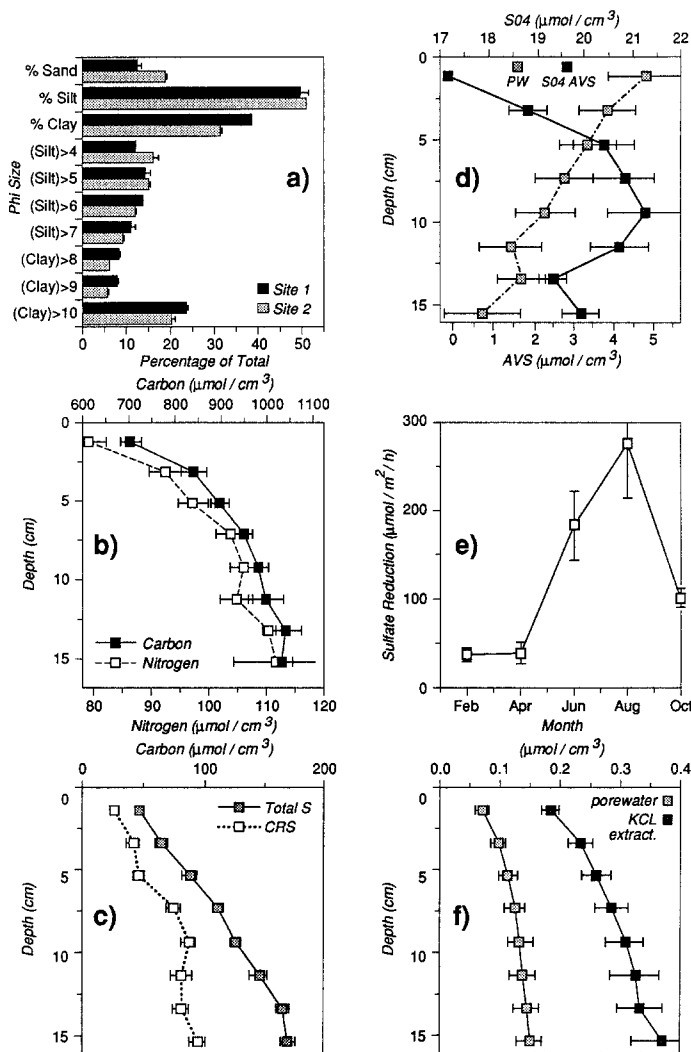 % Sand
% Silt
% Clay
(Silt)>4
(Silt)>5
(Silt)>6
(Silt)>7
(Clay)>8
(Clay)>9
(Clay)>10
Phi Size
a)
Site 1
Site 2
0 10 20 30 40 50
Percentage of Total
S04
μmol / cm³
17 18 19 20 21 22
PW S04 AVS
0
5
10
15
Depth (cm)
d)
0 1 2 3 4 5
AVS (μmol / cm³)
Carbon (μmol / cm³)
600 700 800 900 1000 1100
0
5
10
15
Depth (cm)
b)
Carbon
Nitrogen
80 90 100 110 120
Nitrogen (μmol / cm³)
300
200
100
0
Sulfate Reduction (μmol / m² / h)
e)
Feb Apr Jun Aug Oct
Month
Carbon (μmol / cm³)
0 100 200
Total S
CRS
0
5
10
15
Depth (cm)
c)
(μmol / cm³)
0.0 0.1 0.2 0.3 0.4
porewater
KCL
extract.
0
5
10
15
Depth (cm)
f)